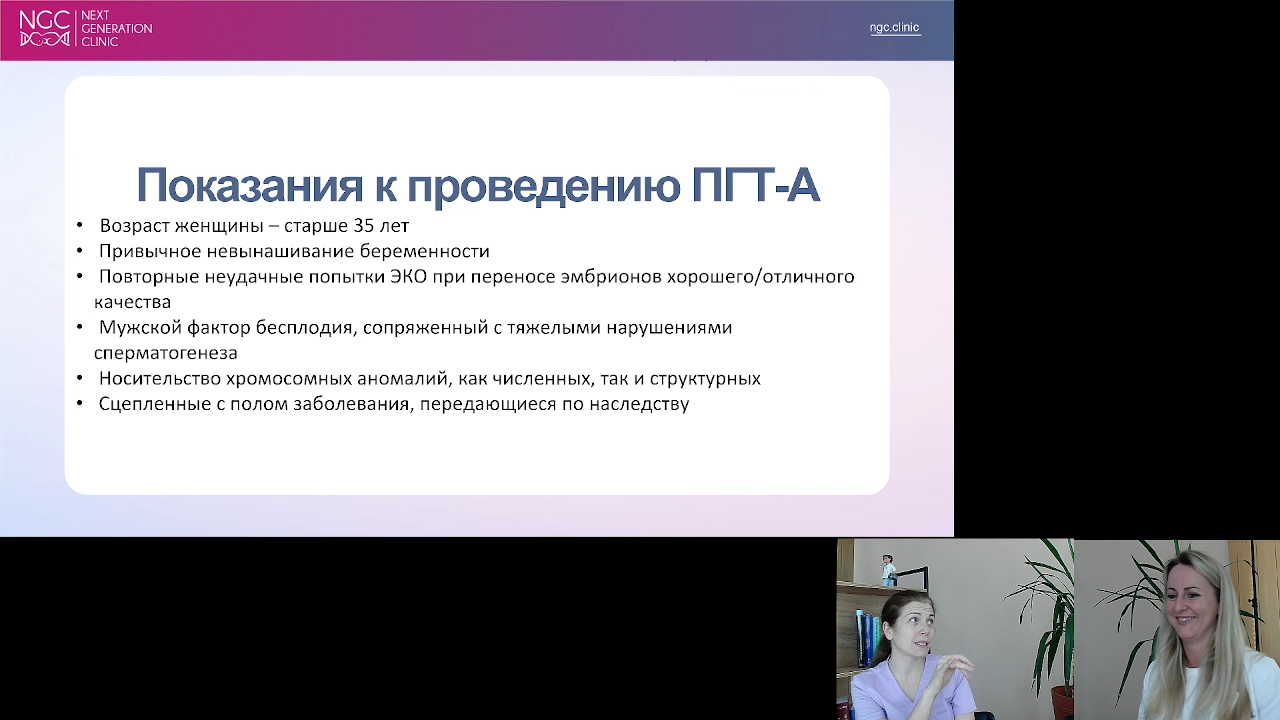 NGC
NEXT
GENERATION
CLINIC
ngc.clinic
Показания к проведению ПГТ-А
• Возраст женщины – старше 35 лет
• Привычное невынашивание беременности
• Повторные неудачные попытки ЭКО при переносе эмбрионов хорошего/отличного
качества
• Мужской фактор бесплодия, сопряженный с тяжелыми нарушениями
сперматогенеза
• Носительство хромосомных аномалий, как численных, так и структурных
• Сцепленные с полом заболевания, передающиеся по наследству